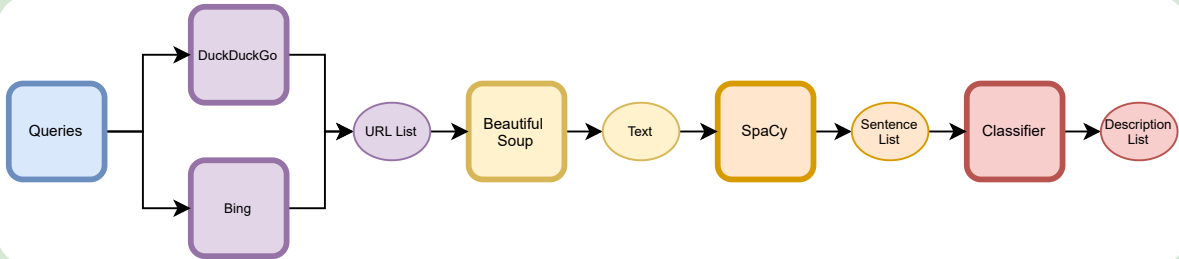 Queries
DuckDuckGo
Bing
URL List
Beautiful
Soup
Text
SpaCy
Sentence
List
Classifier
Description
List